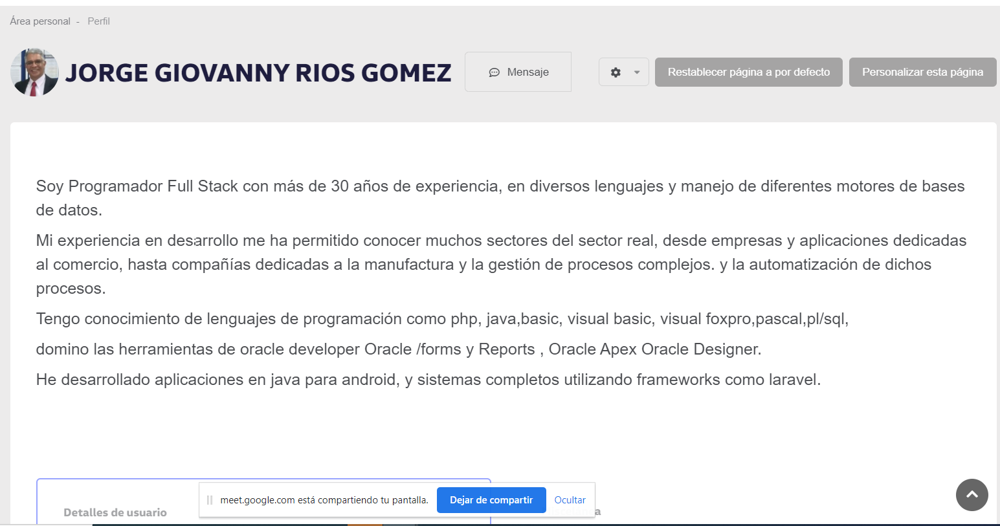 Área personal - Perfil
JORGE GIOVANNY RIOS GOMEZ
Mensaje
Restablecer página a por defecto
Personalizar esta página
Soy Programador Full Stack con más de 30 años de experiencia, en diversos lenguajes y manejo de diferentes motores de bases
de datos.
Mi experiencia en desarrollo me ha permitido conocer muchos sectores del sector real, desde empresas y aplicaciones dedicadas
al comercio, hasta compañías dedicadas a la manufactura y la gestión de procesos complejos. y la automatización de dichos
procesos.
Tengo conocimiento de lenguajes de programación como php, java,basic, visual basic, visual foxpro,pascal,pl/sql,
domino las herramientas de oracle developer Oracle /forms y Reports , Oracle Apex Oracle Designer.
He desarrollado aplicaciones en java para android, y sistemas completos utilizando frameworks como laravel.
meet.google.com está compartiendo tu pantalla.
Dejar de compartir
Ocultar
Detalles de usuario